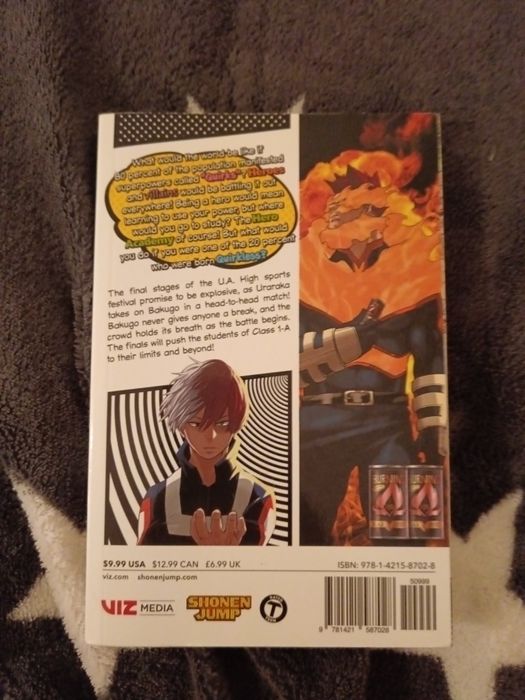 What would the world be like if
80 percent of the population manifested
superpowers called "Quirks"? Heroes
and villains would be battling it out
everywhere! Being a hero would mean
learning to use your power, but where
would you go to study? The Hero
Academy of course! But what would
you do if you were one of the 20 percent
who were born Quirkless?
The final stages of the U.A. High sports
festival promise to be explosive, as Uraraka
takes on Bakugo in a head-to-head match!
Bakugo never gives anyone a break, and the
crowd holds its breath as the battle begins.
The finals will push the students of Class 1-A
to their limits and beyond!
$9.99 USA $12.99 CAN £6.99 UK
viz.com shonenjump.com
ISBN: 978-1-4215-8702-8
50999
9 781421 587028
VIZ MEDIA
SHONEN
JUMP
RATED
T
TEEN